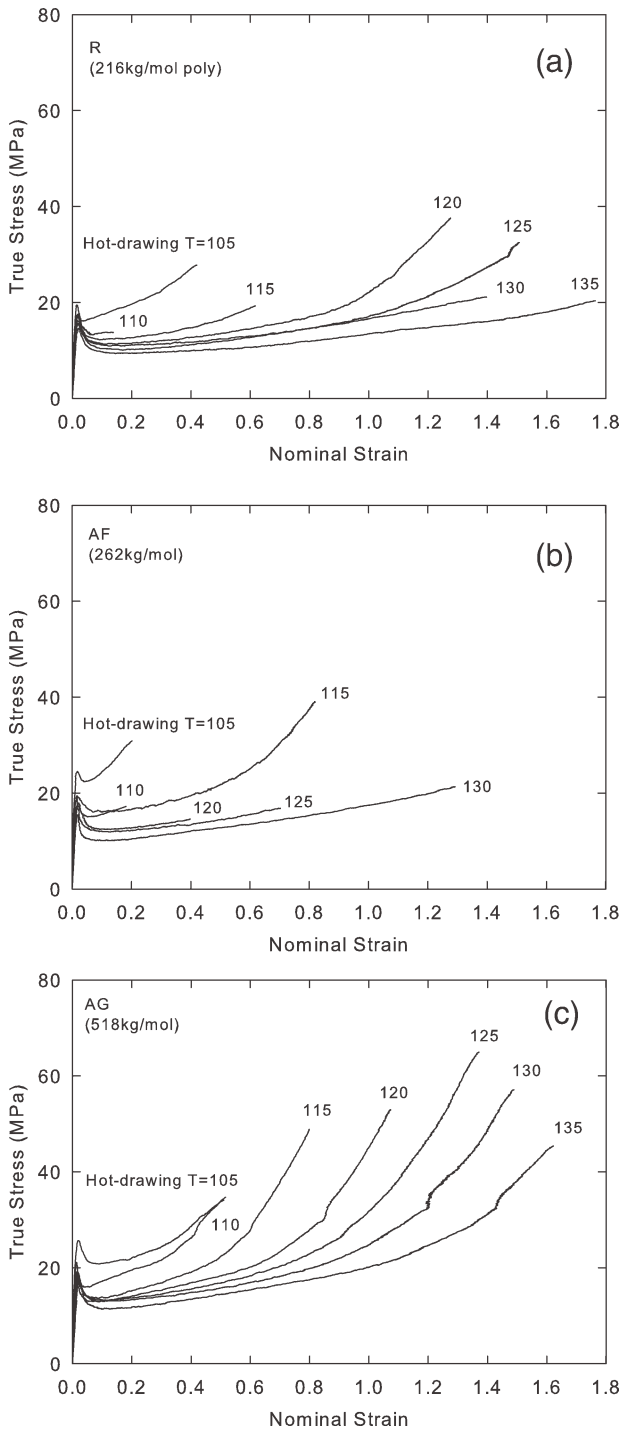 R
(216kg/mol poly)
(a)
80
60
40
20
0
True Stress (MPa)
Hot-drawing T=105
110
115
120
125
130
135
0.0 0.2 0.4 0.6 0.8 1.0 1.2 1.4 1.6 1.8
Nominal Strain
AF
(262kg/mol)
(b)
80
60
40
20
0
True Stress (MPa)
Hot-drawing T=105
110
115
120
125
130
0.0 0.2 0.4 0.6 0.8 1.0 1.2 1.4 1.6 1.8
Nominal Strain
AG
(518kg/mol)
(c)
80
60
40
20
0
True Stress (MPa)
Hot-drawing T=105
110
115
120
125
130
135
0.0 0.2 0.4 0.6 0.8 1.0 1.2 1.4 1.6 1.8
Nominal Strain